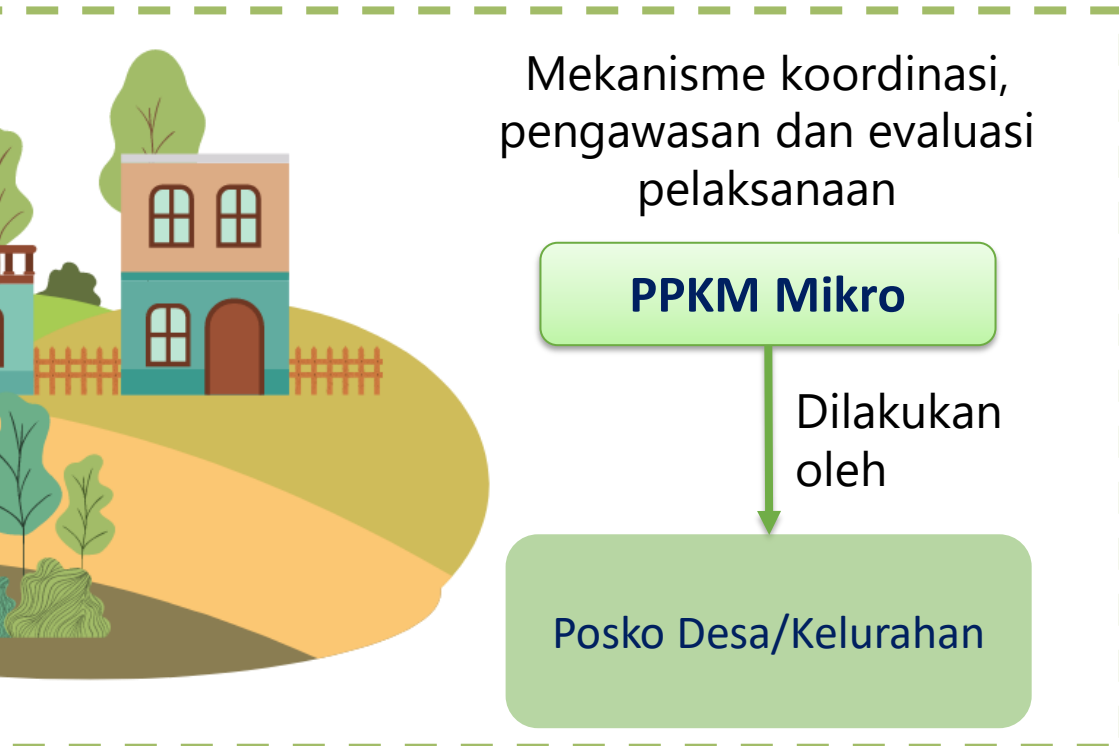 Mekanisme koordinasi,
pengawasan dan evaluasi
pelaksanaan
PPKM Mikro
Dilakukan
oleh
Posko Desa/Kelurahan